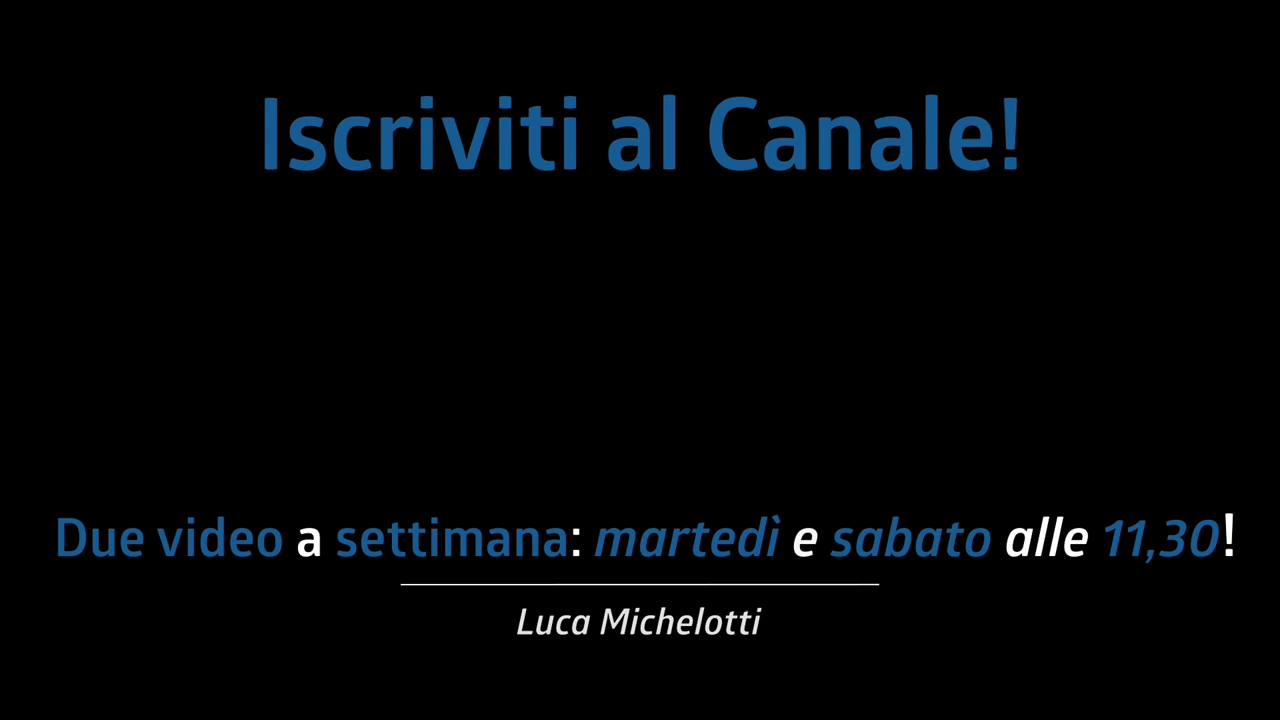 Iscriviti al Canale!
Due video a settimana: martedì e sabato alle 11,30!
Luca Michelotti